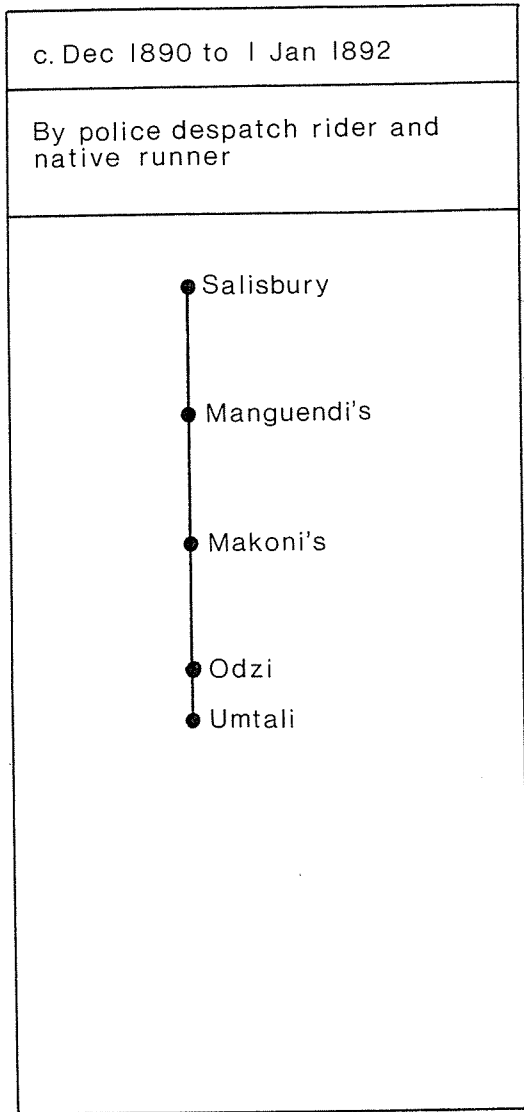 c. Dec 1890 to 1 Jan 1892
By police despatch rider and
native runner
Salisbury
Manguendi's
Makoni's
Odzi
Umtali